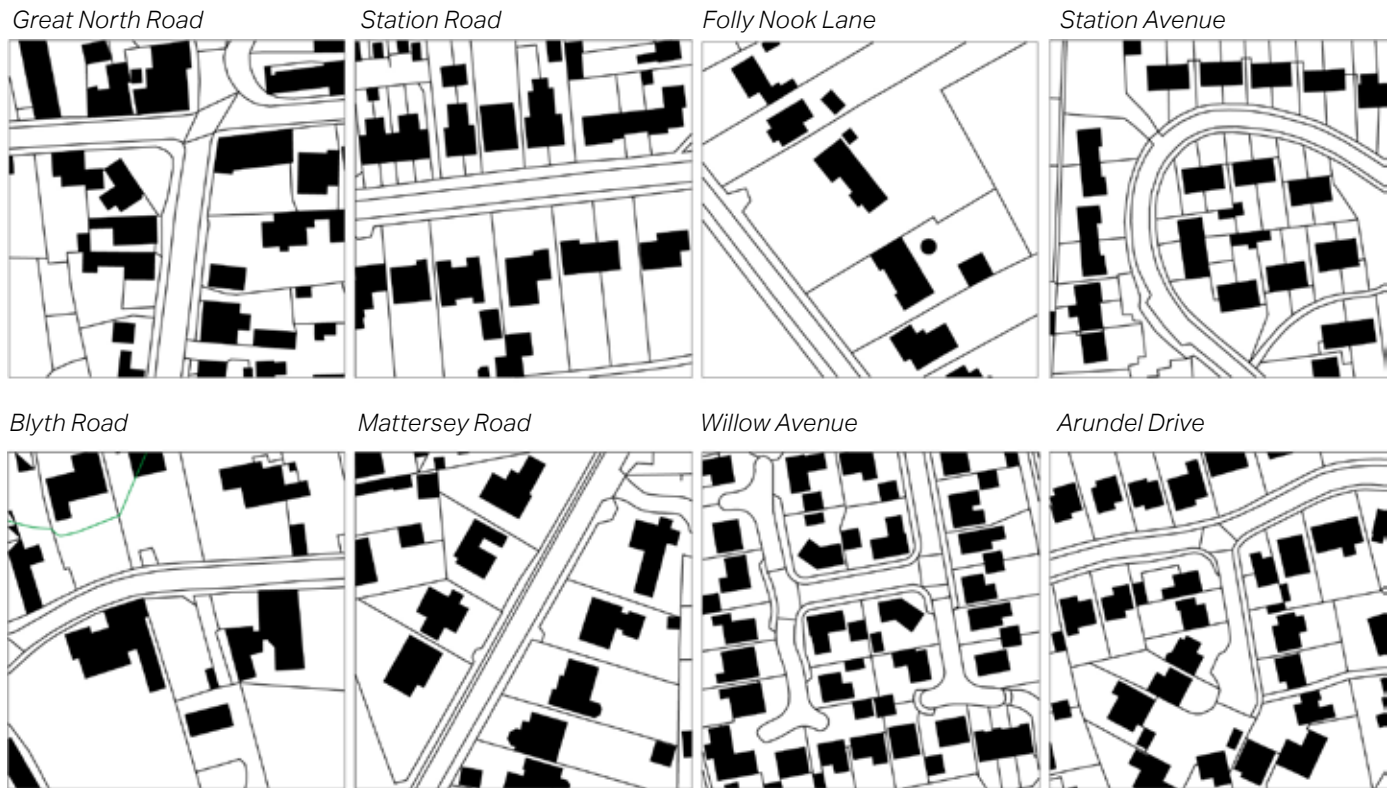 Great North Road
Station Road
Folly Nook Lane
Station Avenue
Blyth Road
Mattersey Road
Willow Avenue
Arundel Drive